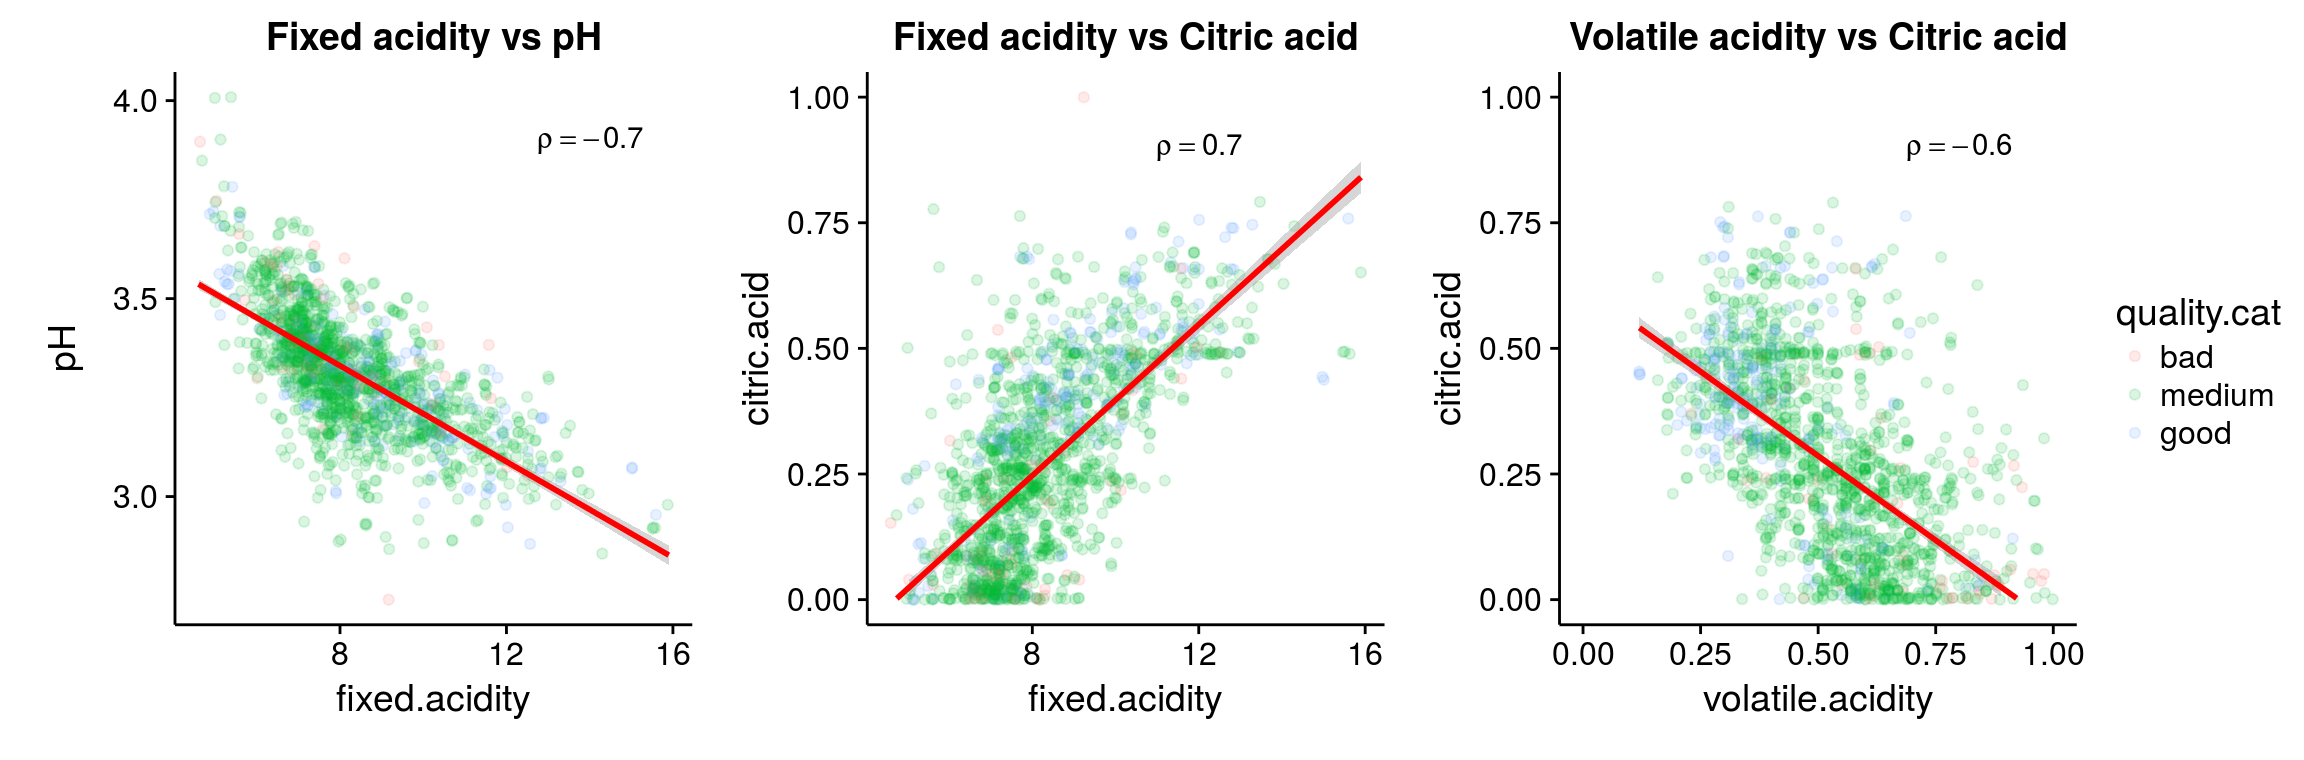 Fixed acidity vs pH
4.0
3.5
3.0
pH
ρ = −0.7
8 12 16
fixed.acidity
Fixed acidity vs Citric acid
1.00
0.75
0.50
0.25
0.00
citric.acid
ρ = 0.7
8 12 16
fixed.acidity
Volatile acidity vs Citric acid
1.00
0.75
0.50
0.25
0.00
citric.acid
ρ = −0.6
0.00 0.25 0.50 0.75 1.00
volatile.acidity
quality.cat
bad
medium
good